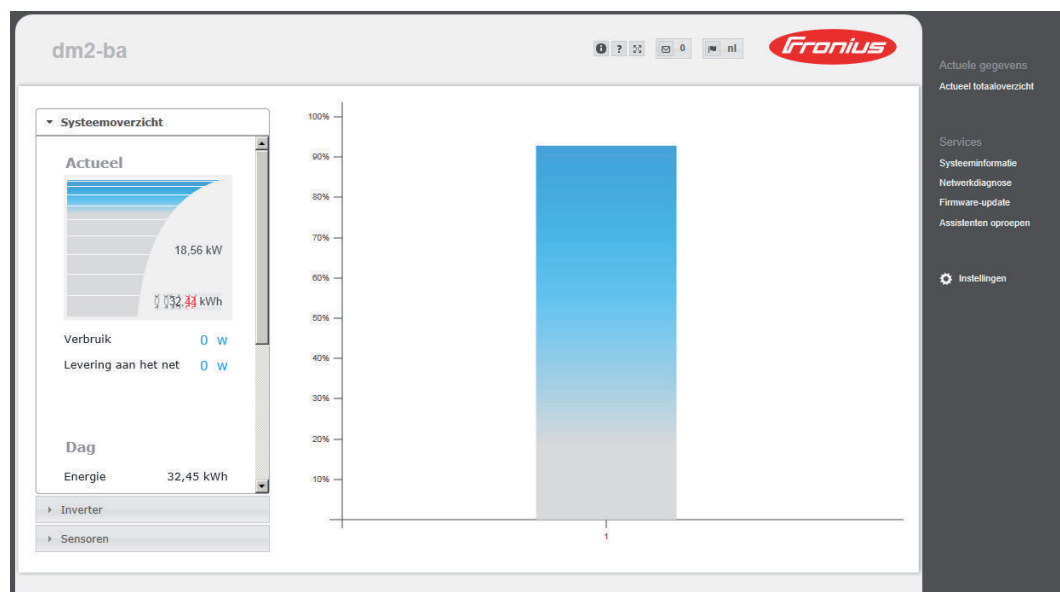 dm2-ba
? 0 nl
Fronius
Systeemoverzicht
Actueel
18,56 kW
32,44 kWh
Verbruik 0 W
Levering aan het net 0 W
Dag
Energie 32,45 kWh
Inverter
Sensoren
100%
90%
80%
70%
60%
50%
40%
30%
20%
10%
1
Actuele gegevens
Actueel totaaloverzicht
Services
Systeeminformatie
Netwerkdiagnose
Firmware-update
Assistenten oproepen
Instellingen